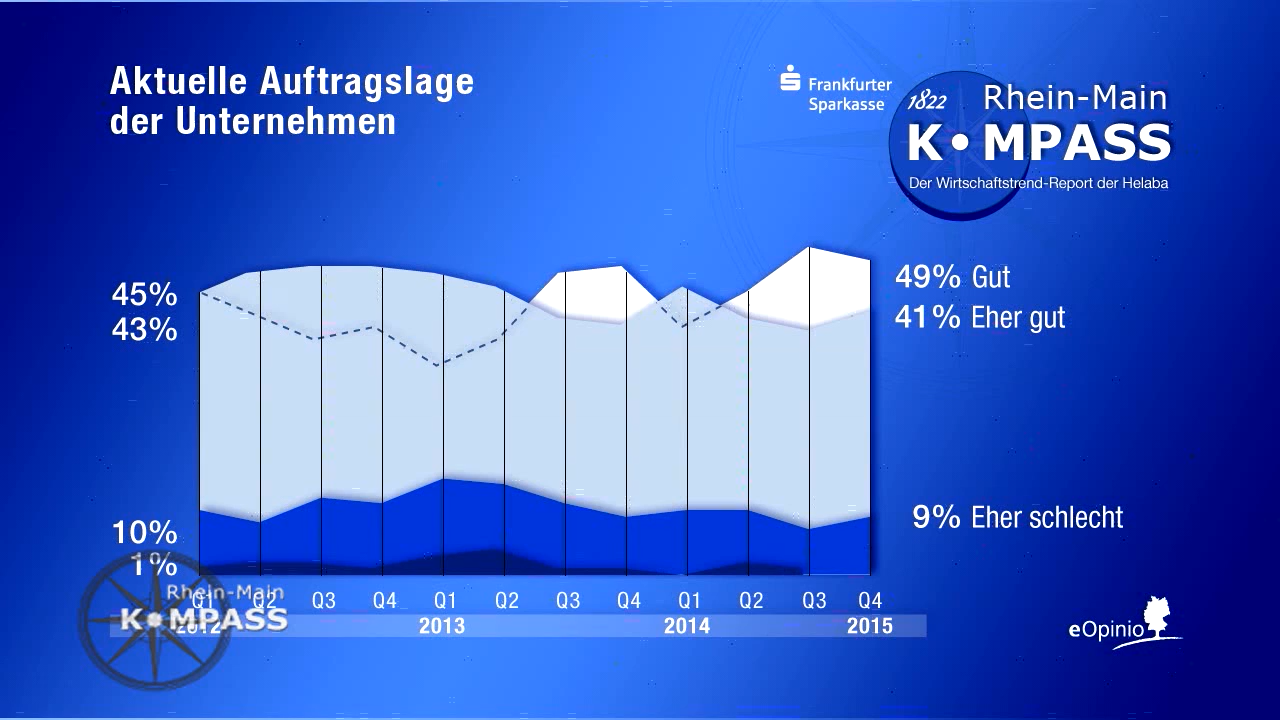 Aktuelle Auftragslage
der Unternehmen
Frankfurter
Sparkasse
1822
Rhein-Main
K•MPASS
Der Wirtschaftstrend-Report der Helaba
45%
43%
10%
1%
49% Gut
41% Eher gut
9% Eher schlecht
Q1 Q2 Q3 Q4 Q1 Q2 Q3 Q4 Q1 Q2 Q3 Q4
2012 2013 2014 2015
Rhein-Main
K•MPASS
eOpinio